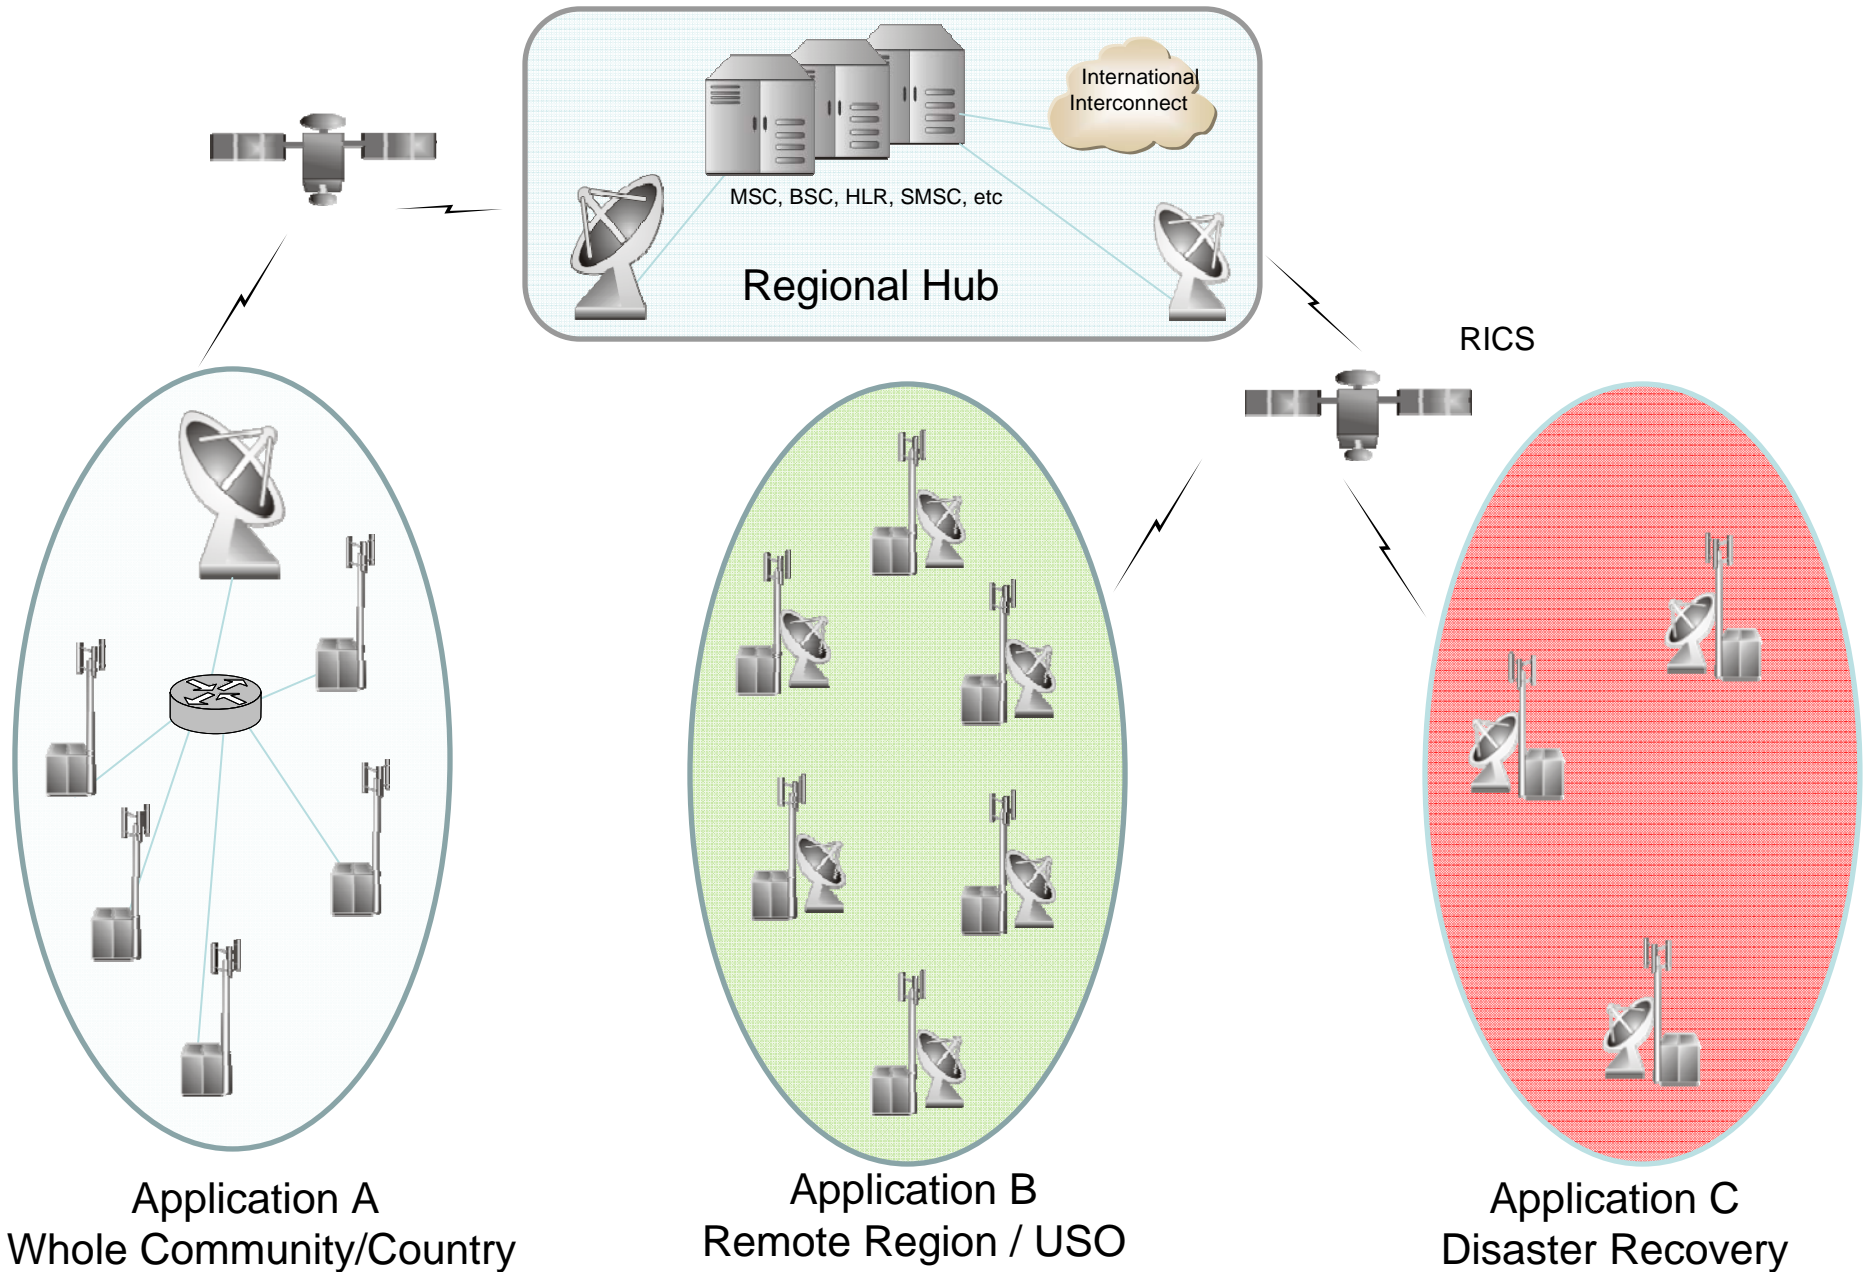 International
Interconnect
MSC, BSC, HLR, SMSC, etc
Regional Hub
RICS
Application A
Whole Community/Country
Application B
Remote Region / USO
Application C
Disaster Recovery